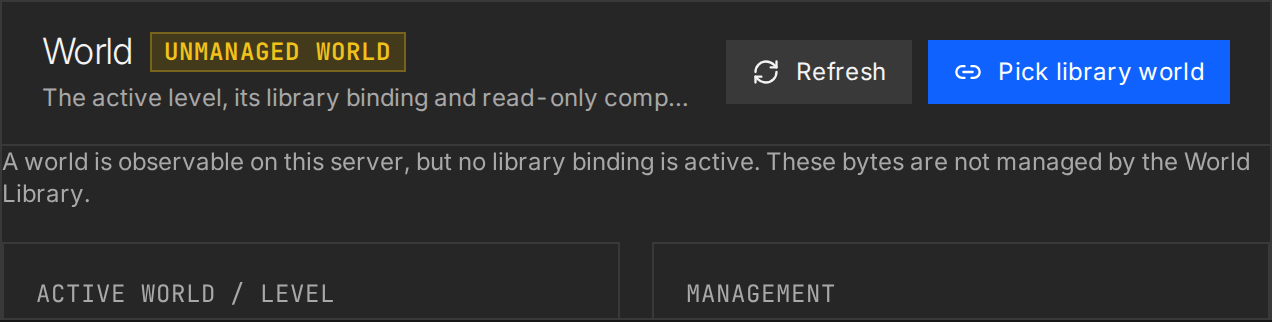 World UNMANAGED WORLD
Refresh
Pick library world
The active level, its library binding and read-only comp...
A world is observable on this server, but no library binding is active. These bytes are not managed by the World
Library.
ACTIVE WORLD / LEVEL
MANAGEMENT